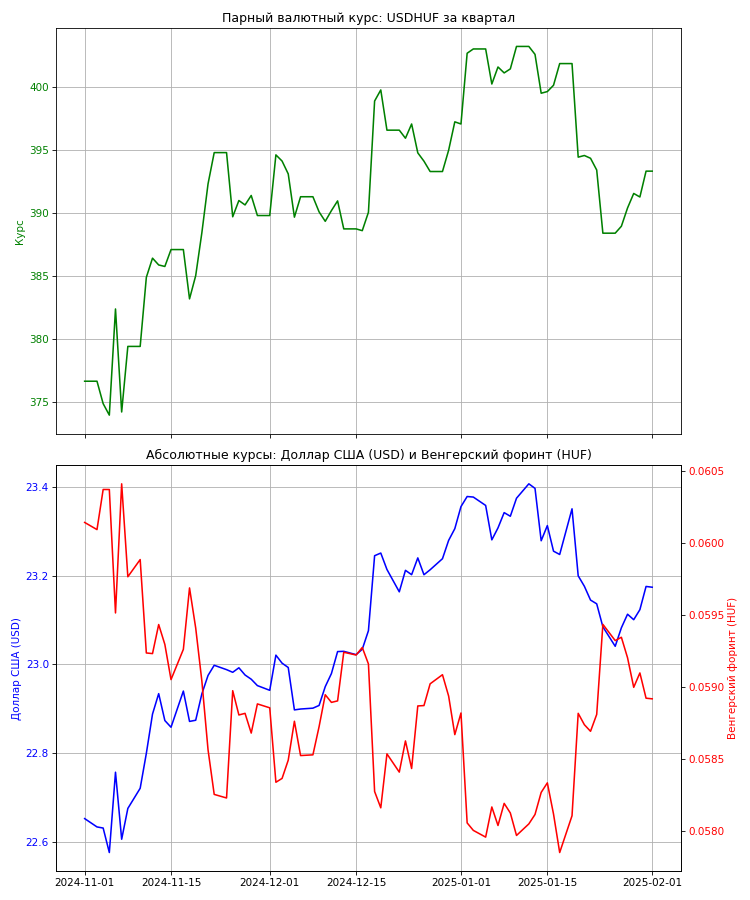 Парный валютный курс: USDHUF за квартал
400
395
390
385
380
375
Курс
Абсолютные курсы: Доллар США (USD) и Венгерский форинт (HUF)
23.4
23.2
23.0
22.8
22.6
Доллар США (USD)
0.0605
0.0600
0.0595
0.0590
0.0585
0.0580
Венгерский форинт (HUF)
2024-11-01 2024-11-15 2024-12-01 2024-12-15 2025-01-01 2025-01-15 2025-02-01